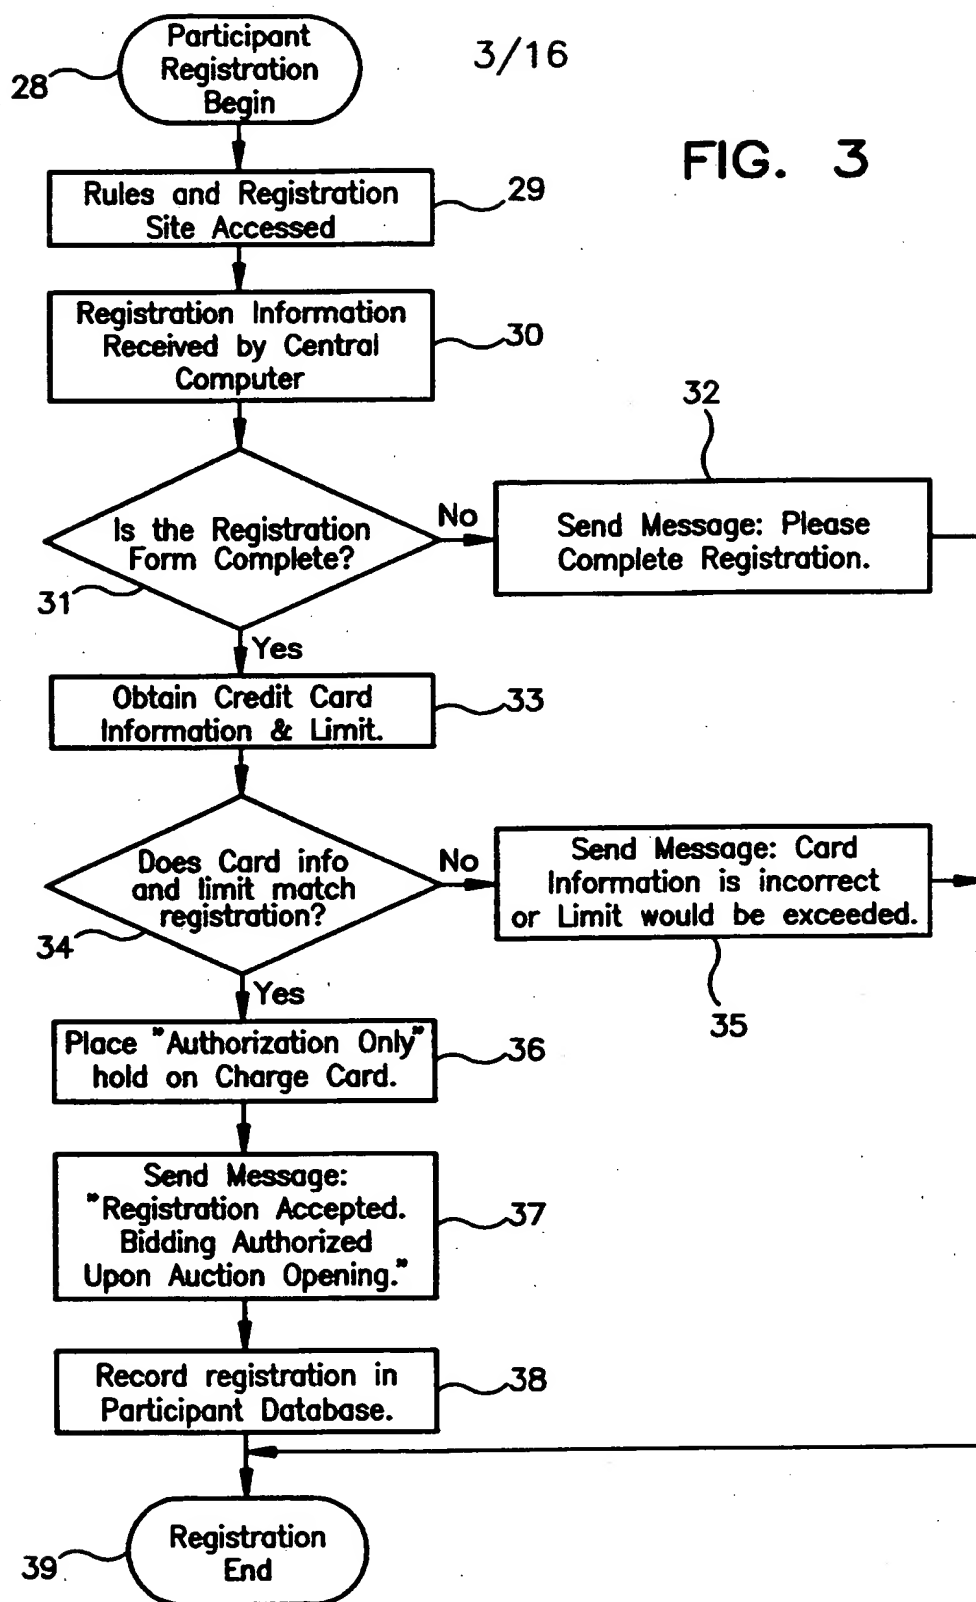 Participant
Registration
Begin
28
3/16
FIG. 3
Rules and Registration
Site Accessed
29
Registration Information
Received by Central
Computer
30
Is the Registration
Form Complete?
31
No
32
Send Message: Please
Complete Registration.
Yes
Obtain Credit Card
Information & Limit.
33
Does Card info
and limit match
registration?
34
No
Send Message: Card
Information is incorrect
or Limit would be exceeded.
35
Yes
Place "Authorization Only"
hold on Charge Card.
36
Send Message:
"Registration Accepted.
Bidding Authorized
Upon Auction Opening."
37
Record registration in
Participant Database.
38
Registration
End
39